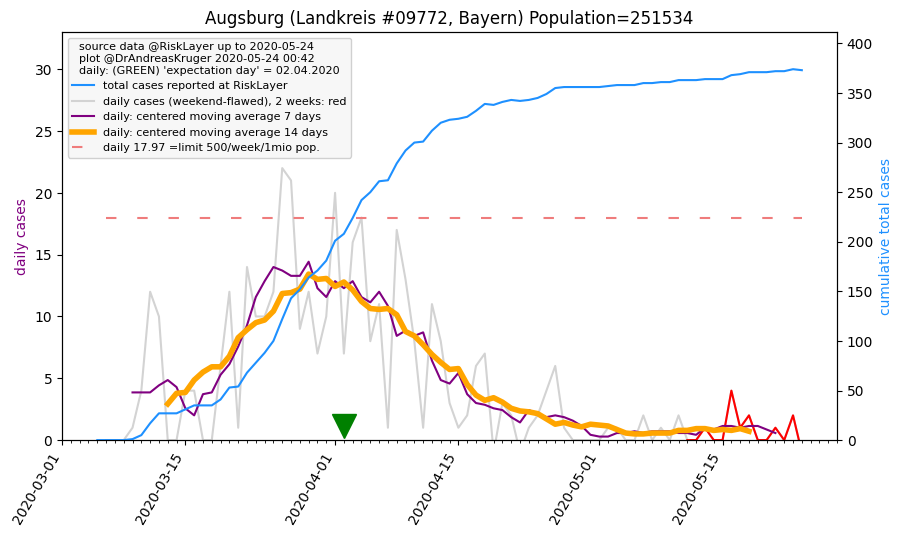 Augsburg (Landkreis #09772, Bayern) Population=251534
source data @RiskLayer up to 2020-05-24
plot @DrAndreasKruger 2020-05-24 00:42
daily: (GREEN) 'expectation day' = 02.04.2020
total cases reported at RiskLayer
daily cases (weekend-flawed), 2 weeks: red
daily: centered moving average 7 days
daily: centered moving average 14 days
daily 17.97 =limit 500/week/1mio pop.
daily cases
30
25
20
15
10
5
0
400
350
300
250
200
150
100
50
0
cumulative total cases
2020-03-01
2020-03-15
2020-04-01
2020-04-15
2020-05-01
2020-05-15